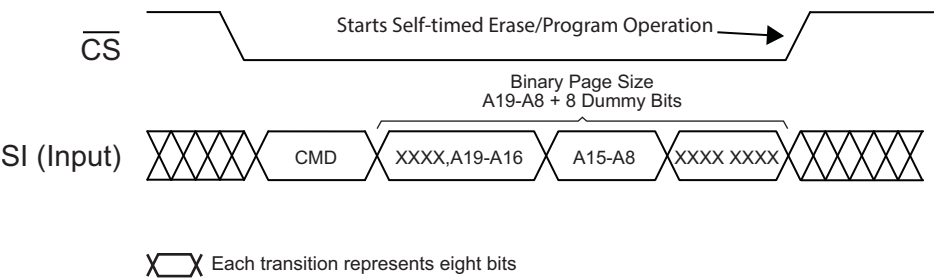 Starts Self-timed Erase/Program Operation
CS
Binary Page Size
A19-A8 + 8 Dummy Bits
SI (Input)
CMD
XXXX,A19-A16
A15-A8
XXXX XXXX
Each transition represents eight bits